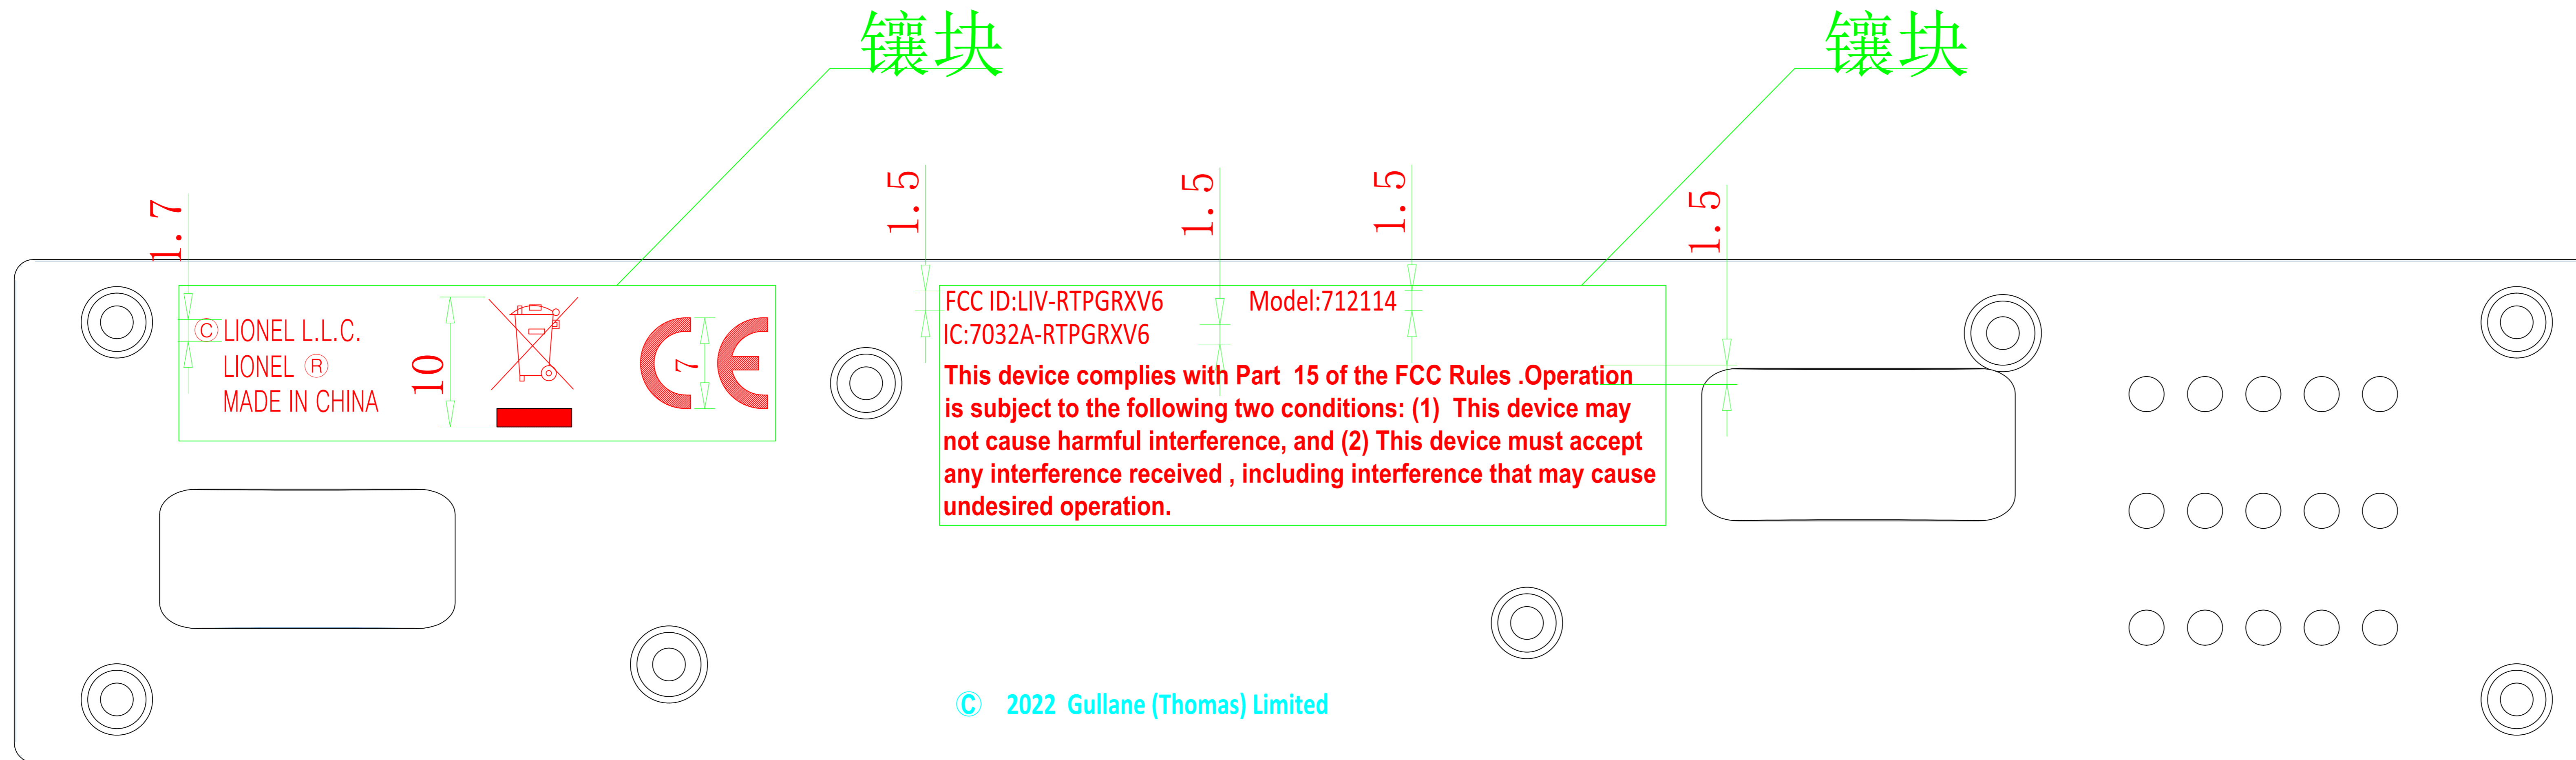 镶块
镶块
1.7
1.5
1.5
1.5
1.5
Ⓒ LIONEL L.L.C.
LIONEL Ⓡ
MADE IN CHINA
10
7
FCC ID:LIV-RTPGRXV6 Model:712114
IC:7032A-RTPGRXV6
This device complies with Part 15 of the FCC Rules .Operation
is subject to the following two conditions: (1) This device may
not cause harmful interference, and (2) This device must accept
any interference received , including interference that may cause
undesired operation.
Ⓒ 2022 Gullane (Thomas) Limited